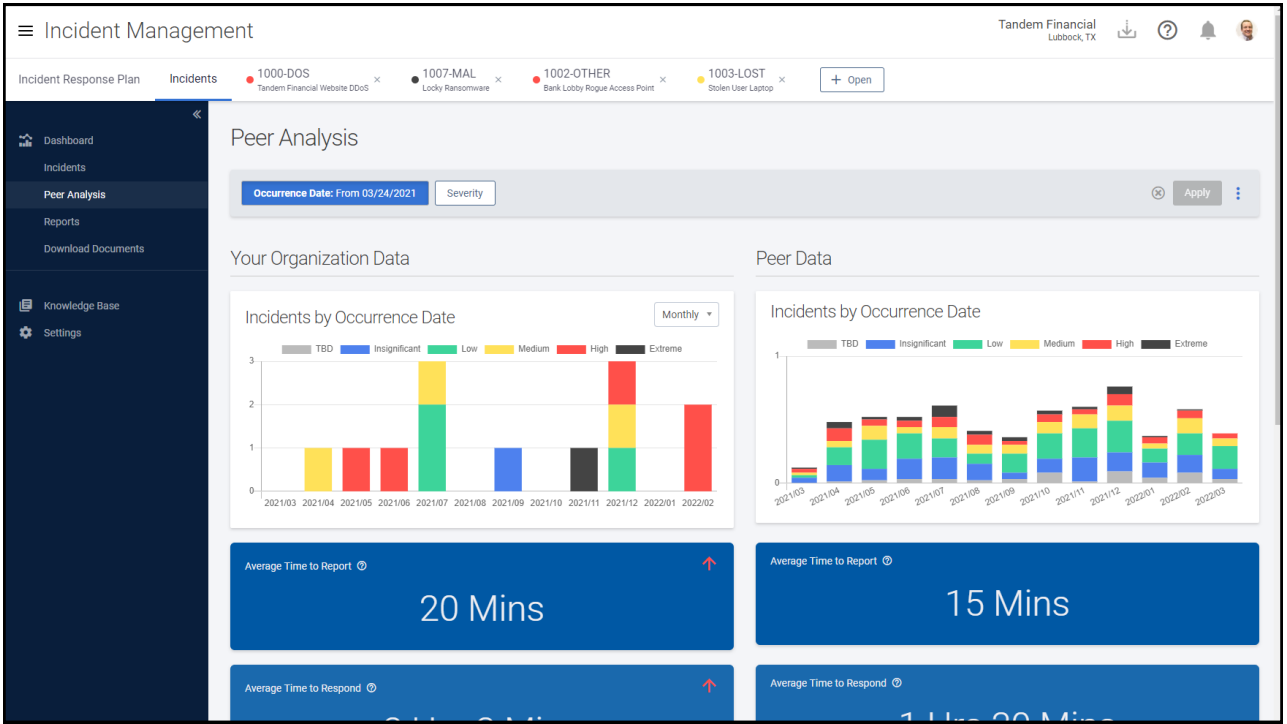 Incident Management
Tandem Financial
Lubbock, TX
Incident Response Plan
Incidents
1000-DOS
Tandem Financial Website DDoS
1007-MAL
Locky Ransomware
1002-OTHER
Bank Lobby Rogue Access Point
1003-LOST
Stolen User Laptop
+ Open
Dashboard
Incidents
Peer Analysis
Reports
Download Documents
Knowledge Base
Settings
Peer Analysis
Occurrence Date: From 03/24/2021
Severity
Apply
Your Organization Data
Incidents by Occurrence Date
Monthly
TBD Insignificant Low Medium High Extreme
3
2
1
0
2021/03 2021/04 2021/05 2021/06 2021/07 2021/08 2021/09 2021/10 2021/11 2021/12 2022/01 2022/02
Average Time to Report
20 Mins
Average Time to Respond
Peer Data
Incidents by Occurrence Date
TBD Insignificant Low Medium High Extreme
1
0
2021/03 2021/04 2021/05 2021/06 2021/07 2021/08 2021/09 2021/10 2021/11 2021/12 2022/01 2022/02 2022/03
Average Time to Report
15 Mins
Average Time to Respond